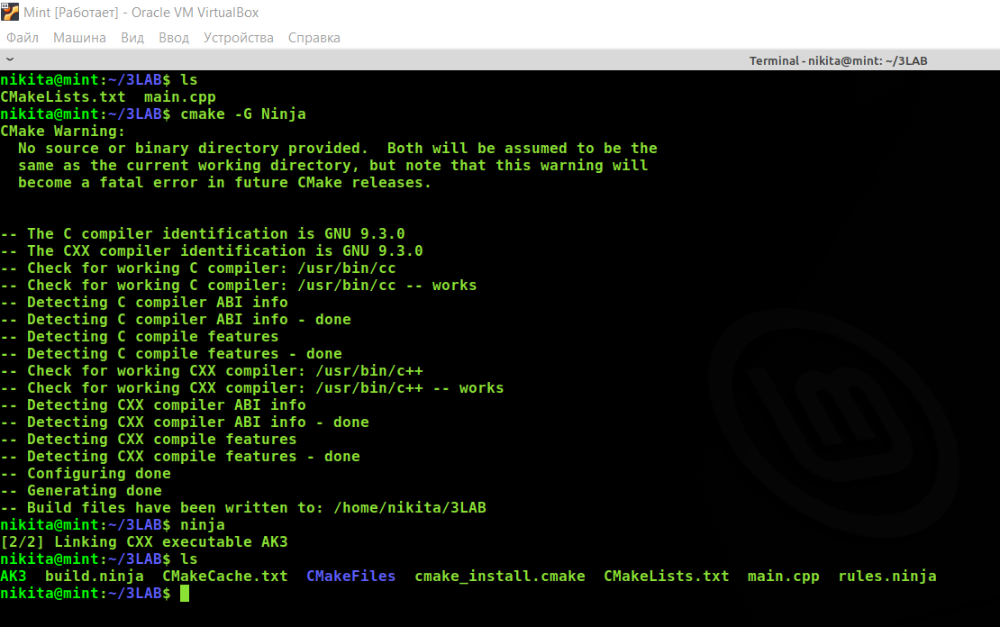 Mint [Работает] - Oracle VM VirtualBox
Файл Машина Вид Ввод Устройства Справка
Terminal - nikita@mint: ~/3LAB
nikita@mint:~/3LAB$ ls
CMakeLists.txt  main.cpp
nikita@mint:~/3LAB$ cmake -G Ninja
CMake Warning:
  No source or binary directory provided.  Both will be assumed to be the
  same as the current working directory, but note that this warning will
  become a fatal error in future CMake releases.
-- The C compiler identification is GNU 9.3.0
-- The CXX compiler identification is GNU 9.3.0
-- Check for working C compiler: /usr/bin/cc
-- Check for working C compiler: /usr/bin/cc -- works
-- Detecting C compiler ABI info
-- Detecting C compiler ABI info - done
-- Detecting C compile features
-- Detecting C compile features - done
-- Check for working CXX compiler: /usr/bin/c++
-- Check for working CXX compiler: /usr/bin/c++ -- works
-- Detecting CXX compiler ABI info
-- Detecting CXX compiler ABI info - done
-- Detecting CXX compile features
-- Detecting CXX compile features - done
-- Configuring done
-- Generating done
-- Build files have been written to: /home/nikita/3LAB
nikita@mint:~/3LAB$ ninja
[2/2] Linking CXX executable AK3
nikita@mint:~/3LAB$ ls
AK3  build.ninja  CMakeCache.txt  CMakeFiles  cmake_install.cmake  CMakeLists.txt  main.cpp  rules.ninja
nikita@mint:~/3LAB$